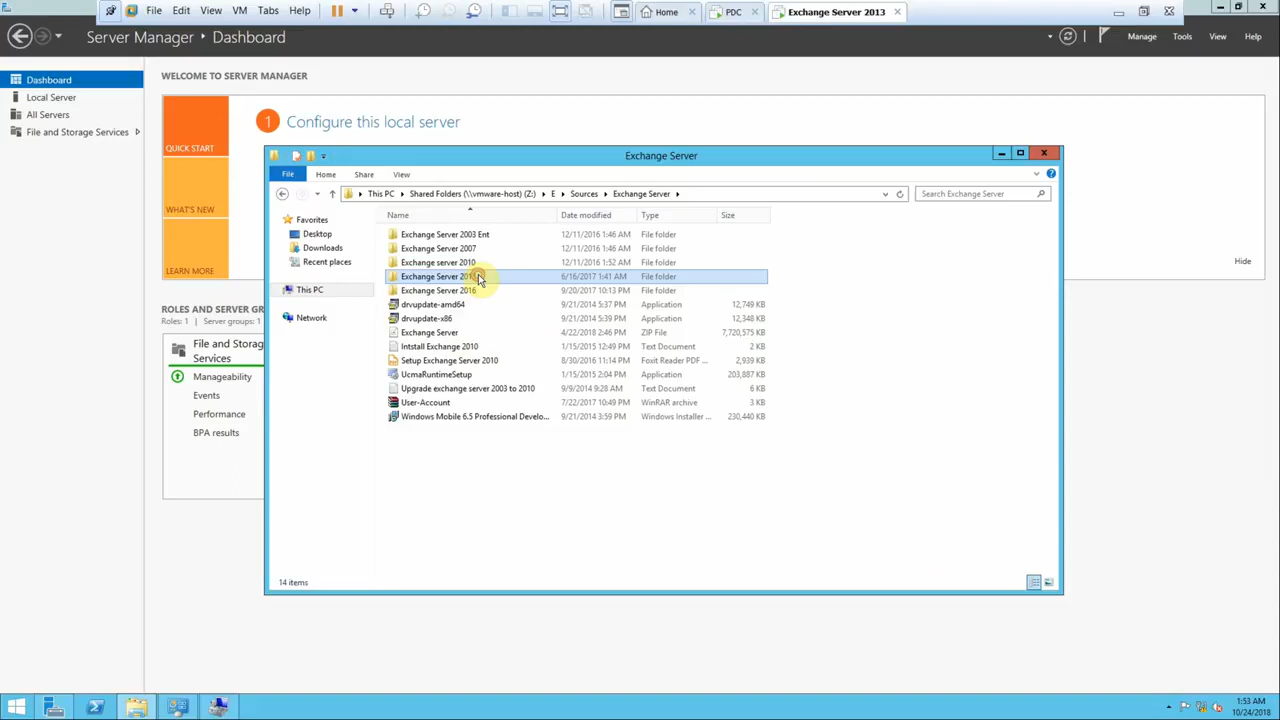 File Edit View VM Tabs Help Home PDC Exchange Server 2013
Server Manager Dashboard Manage Tools View Help
Dashboard
Local Server
All Servers
File and Storage Services
WELCOME TO SERVER MANAGER
QUICK START
WHAT'S NEW
LEARN MORE
1 Configure this local server
Hide
ROLES AND SERVER
Roles: 1 | Server groups: 1
File and
Services
Manageability
Events
Performance
BPA results
Exchange Server
File Home Share View
This PC Shared Folders (\\vmware-host) (Z:) E Sources Exchange Server
Search Exchange Server
Favorites
Desktop
Downloads
Recent places
This PC
Network
Name Date modified Type Size
Exchange Server 2003 Ent 12/11/2016 1:46 AM File folder
Exchange Server 2007 12/11/2016 1:46 AM File folder
Exchange server 2010 12/11/2016 1:52 AM File folder
Exchange Server 6/16/2017 1:41 AM File folder
Exchange Server 2016 9/20/2017 10:13 PM File folder
drvupdate-amd64 9/21/2014 5:37 PM Application 12,749 KB
drvupdate-x86 9/21/2014 5:39 PM Application 12,348 KB
Exchange Server 4/22/2018 2:46 PM ZIP File 7,720,575 KB
Intstall Exchange 2010 1/15/2015 12:49 PM Text Document 2 KB
Setup Exchange Server 2010 8/30/2016 11:14 PM Foxit Reader PDF ... 2,939 KB
UcmaRuntimeSetup 1/15/2015 2:04 PM Application 203,887 KB
Upgrade exchange server 2003 to 2010 9/9/2014 9:28 AM Text Document 6 KB
User-Account 7/22/2017 10:49 PM WinRAR archive 3 KB
Windows Mobile 6.5 Professional Develo... 9/21/2014 3:59 PM Windows Installer ... 230,440 KB
14 items
1:53 AM
10/24/2018